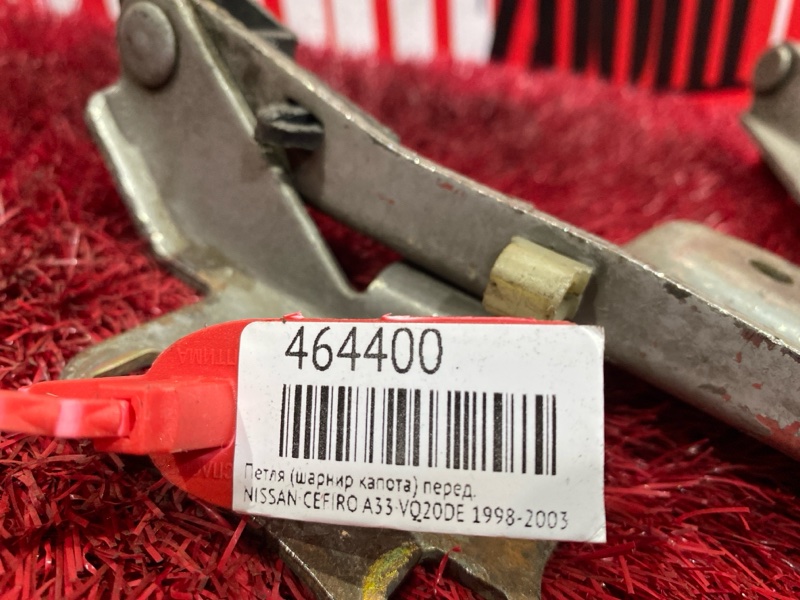 464400
Петля (шарнир капота) перед.
NISSAN CEFIRO A33 VQ20DE 1998-2003